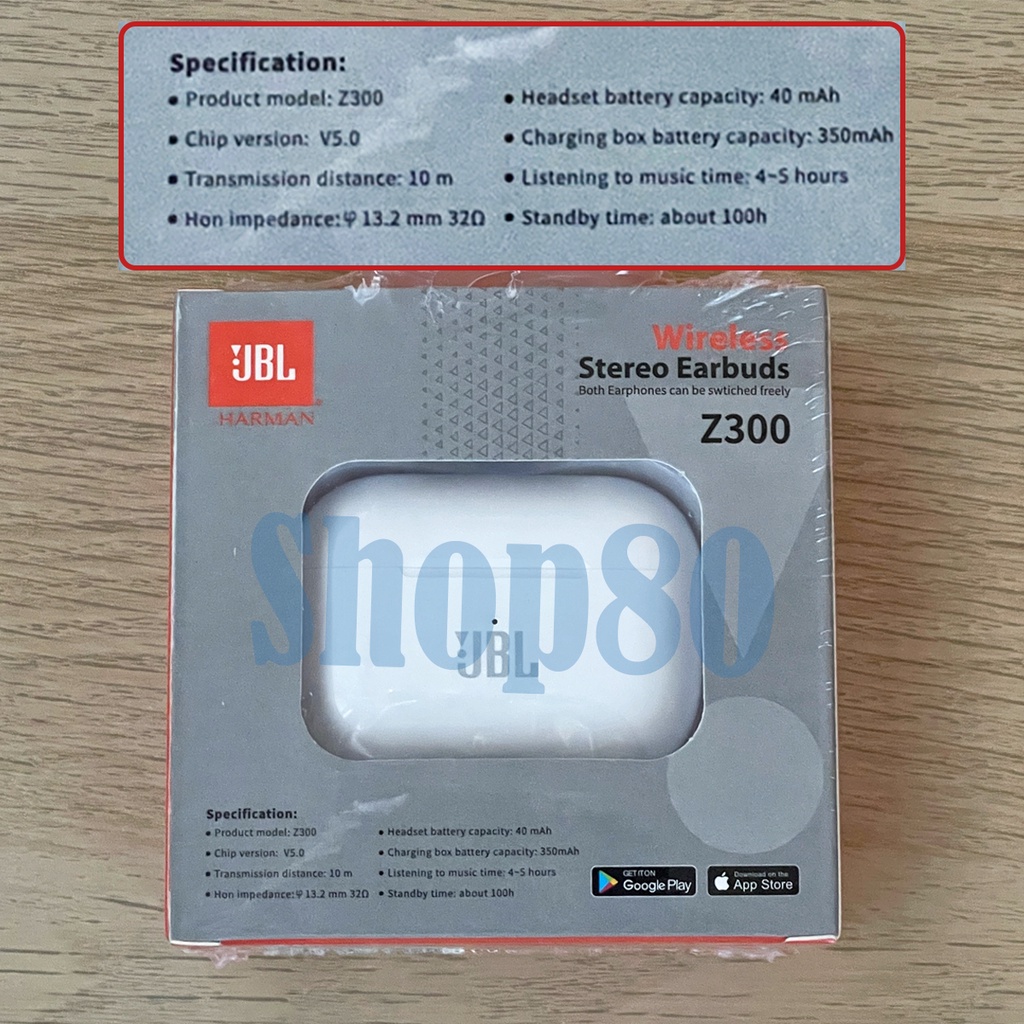 Specification:
• Product model: Z300
• Chip version: V5.0
• Transmission distance: 10 m
• Hon impedance:φ 13.2 mm 32Ω
• Headset battery capacity: 40 mAh
• Charging box battery capacity: 350mAh
• Listening to music time: 4~5 hours
• Standby time: about 100h
JBL
HARMAN
Wireless
Stereo Earbuds
Both Earphones can be swtiched freely
Z300
Shop80
JBL
Specification:
• Product model: Z300
• Chip version: V5.0
• Transmission distance: 10 m
• Hon impedance:φ 13.2 mm 32Ω
• Headset battery capacity: 40 mAh
• Charging box battery capacity: 350mAh
• Listening to music time: 4~5 hours
• Standby time: about 100h
GET IT ON
Google Play
Download on the
App Store